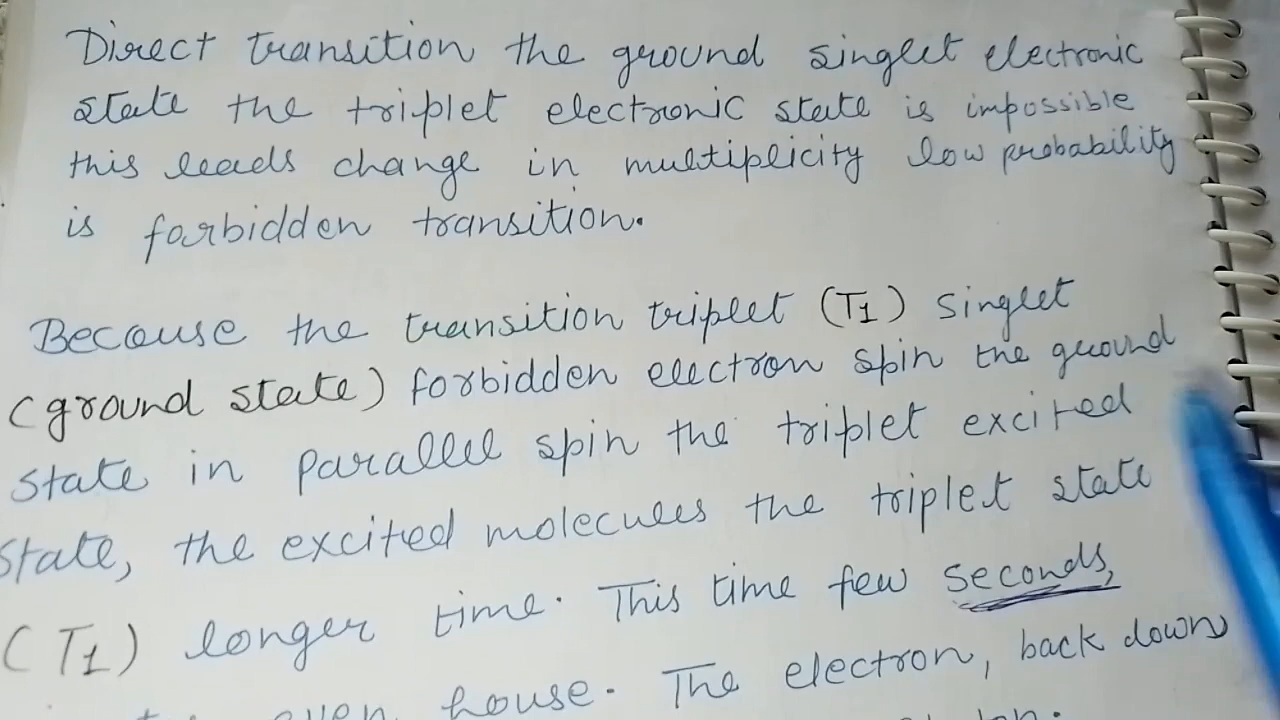 Direct transition the ground singlet electronic
state the triplet electronic state is impossible
this leads change in multiplicity low probability
is forbidden transition.
Because the transition triplet (T1) singlet
(ground state) forbidden electron spin the ground
state in parallel spin the triplet excited
state, the excited molecules the triplet state
(T1) longer time. This time few seconds,
even house. The electron, back down